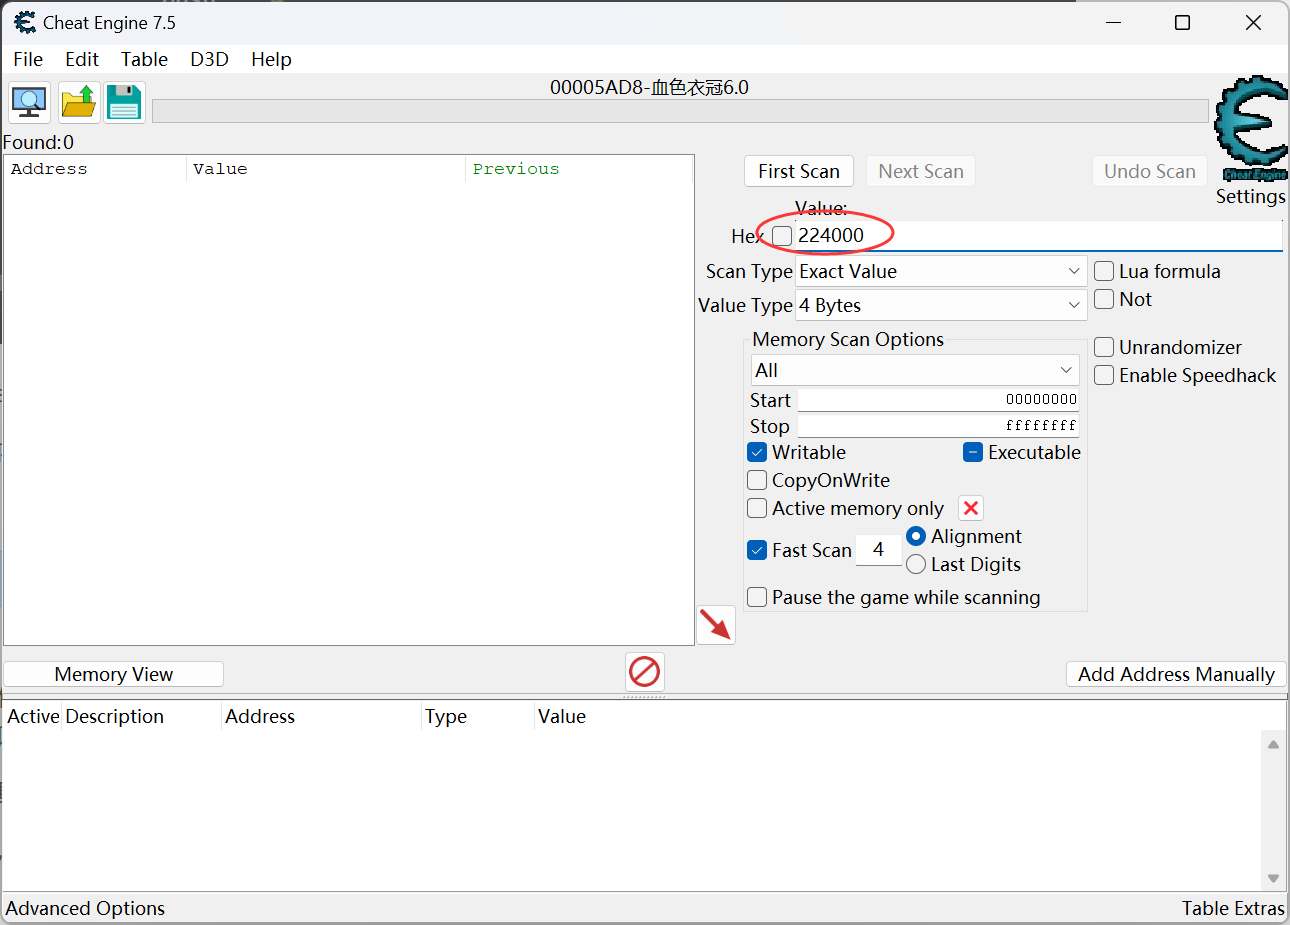 Cheat Engine 7.5
File Edit Table D3D Help
00005AD8-血色衣冠6.0
Found:0
Address Value Previous
First Scan Next Scan Undo Scan
Cheat Engine
Settings
Value:
Hex 224000
Scan Type Exact Value Lua formula
Value Type 4 Bytes Not
Memory Scan Options
Unrandomizer
All
Enable Speedhack
Start 00000000
Stop ffffffff
Writable Executable
CopyOnWrite
Active memory only
Alignment
Fast Scan 4
Last Digits
Pause the game while scanning
Memory View Add Address Manually
Active Description Address Type Value
Advanced Options Table Extras